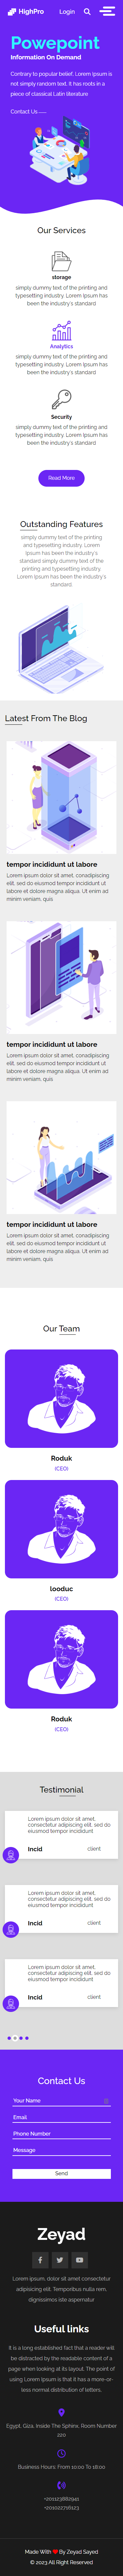 HighPro
Login
Powepoint
Information On Demand
Contrary to popular belief, Lorem Ipsum is
not simply random text. it has roots in a
piece of classical Latin literature
Contact Us
Our Services
storage
simply dummy text of the printing and
typesetting industry. Lorem Ipsum has
been the industry's standard
Analytics
simply dummy text of the printing and
typesetting industry. Lorem Ipsum has
been the industry's standard
Security
simply dummy text of the printing and
typesetting industry. Lorem Ipsum has
been the industry's standard
Read More
Outstanding Features
simply dummy text of the printing
and typesetting industry. Lorem
Ipsum has been the industry's
standard simply dummy text of the
printing and typesetting industry.
Lorem Ipsum has been the industry's
standard
Latest From The Blog
tempor incididunt ut labore
Lorem ipsum dolor sit amet, consadipiscing
elit, sed do eiusmod tempor incididunt ut
labore et dolore magna aliqua. Ut enim ad
minim veniam, quis
tempor incididunt ut labore
Lorem ipsum dolor sit amet, consadipiscing
elit, sed do eiusmod tempor incididunt ut
labore et dolore magna aliqua. Ut enim ad
minim veniam, quis
tempor incididunt ut labore
Lorem ipsum dolor sit amet, consadipiscing
elit, sed do eiusmod tempor incididunt ut
labore et dolore magna aliqua. Ut enim ad
minim veniam, quis
Our Team
Roduk
(CEO)
looduc
(CEO)
Roduk
(CEO)
Testimonial
Lorem ipsum dolor sit amet,
consectetur adipiscing elit, sed do
eiusmod tempor incididunt
Incid
client
Lorem ipsum dolor sit amet,
consectetur adipiscing elit, sed do
eiusmod tempor incididunt
Incid
client
Lorem ipsum dolor sit amet,
consectetur adipiscing elit, sed do
eiusmod tempor incididunt
Incid
client
Contact Us
Your Name
Email
Phone Number
Message
Send
Zeyad
Lorem ipsum, dolor sit amet consectetur
adipisicing elit. Temporibus nulla rem,
dignissimos iste aspernatur
Useful links
It is a long established fact that a reader will
be distracted by the readable content of a
page when looking at its layout. The point of
using Lorem Ipsum is that it has a more-or-
less normal distribution of letters,
Egypt, Giza, Inside The Sphinx, Room Number
220
Business Hours: From 10:00 To 18:00
+201123882941
+201022716123
Made With By Zeyad Sayed
© 2023 All Right Reserved